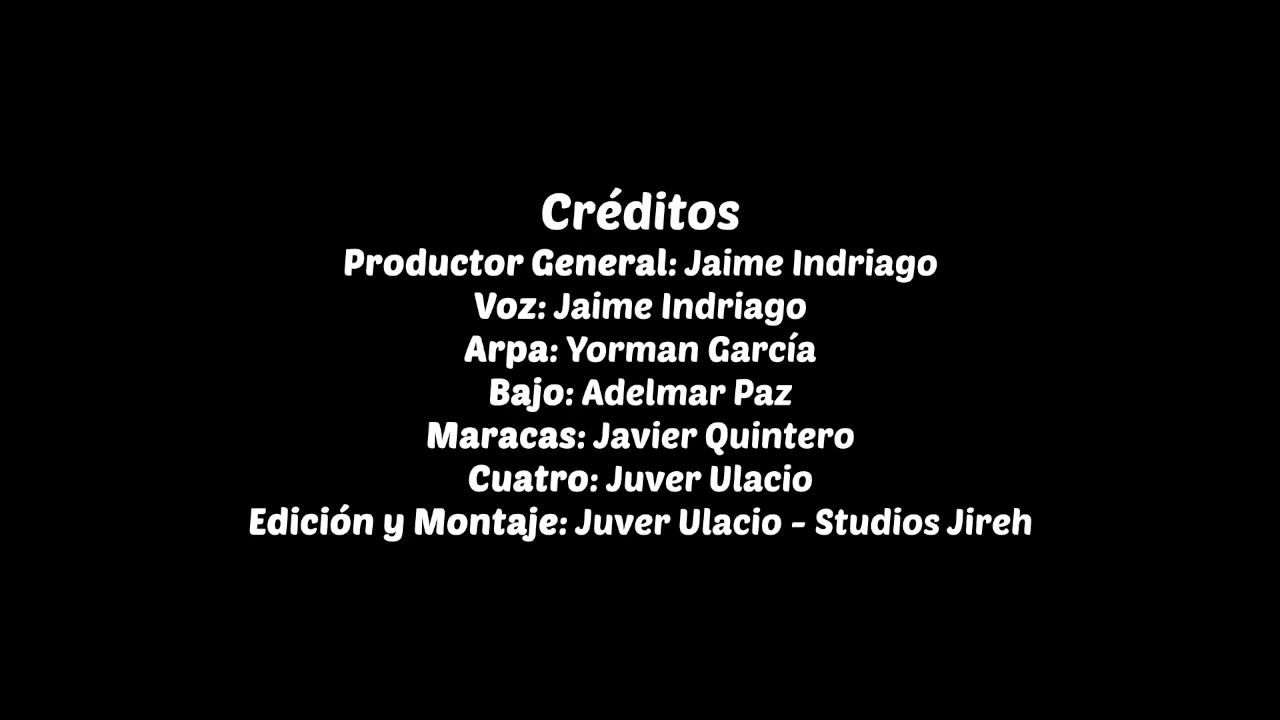 Créditos
Productor General: Jaime Indriago
Voz: Jaime Indriago
Arpa: Yorman García
Bajo: Adelmar Paz
Maracas: Javier Quintero
Cuatro: Juver Ulacio
Edición y Montaje: Juver Ulacio - Studios Jireh